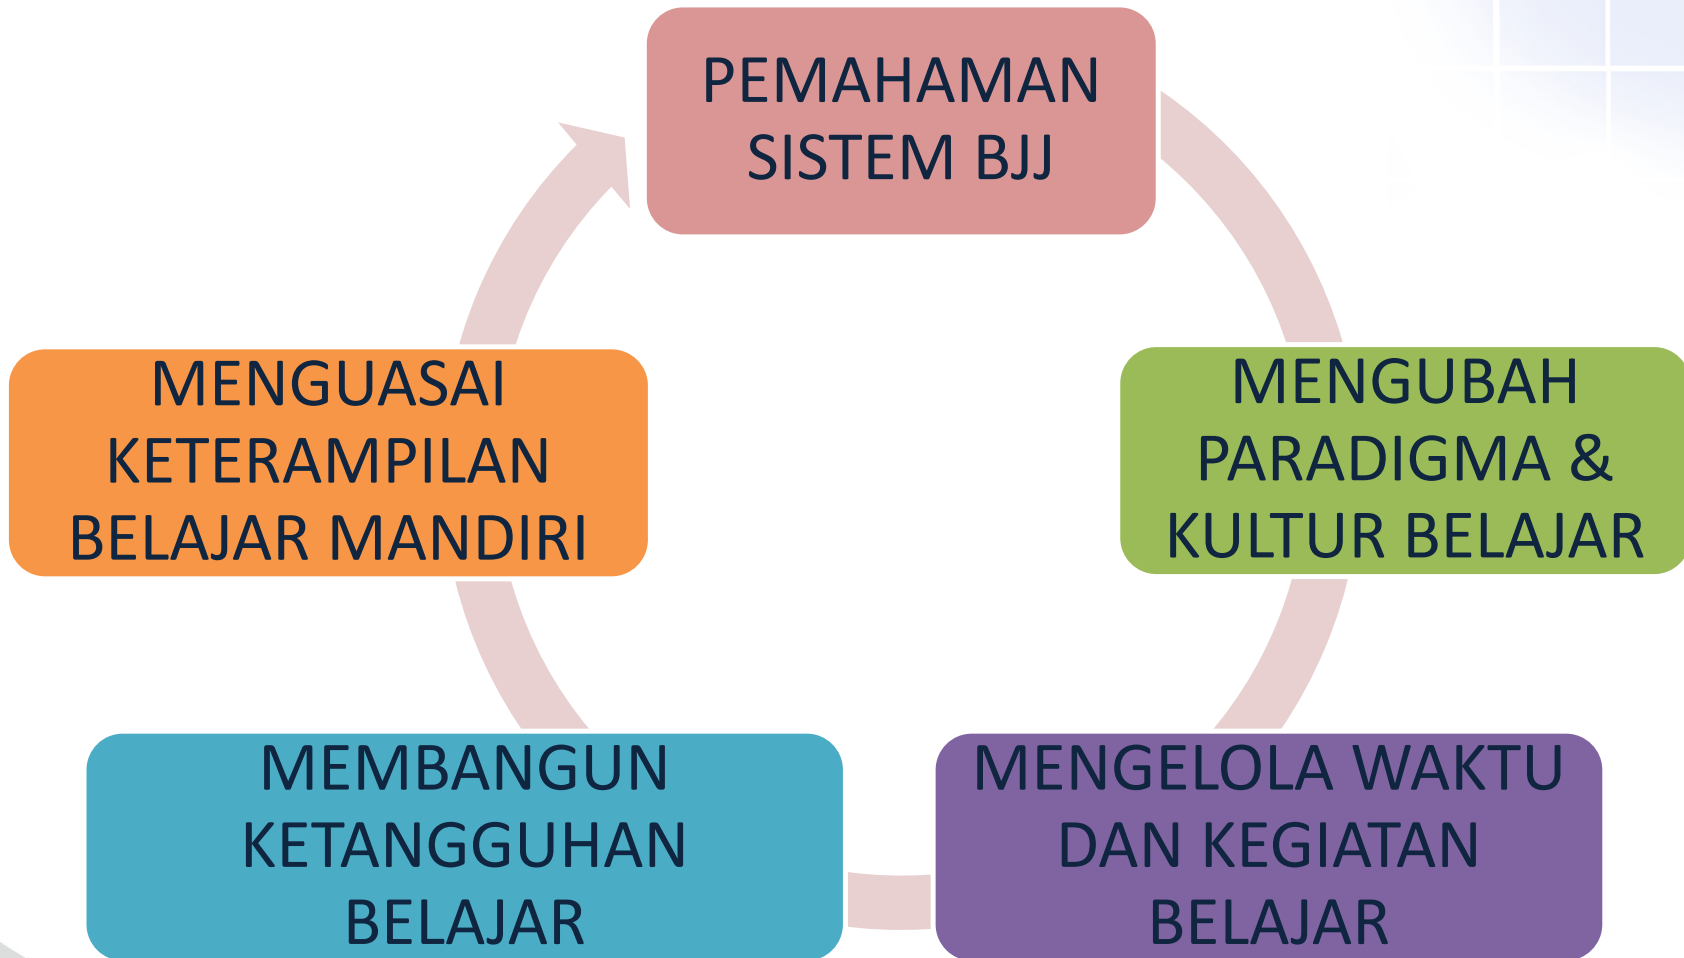 PEMAHAMAN
SISTEM BJJ
MENGUBAH
PARADIGMA &
KULTUR BELAJAR
MENGELOLA WAKTU
DAN KEGIATAN
BELAJAR
MEMBANGUN
KETANGGUHAN
BELAJAR
MENGUASAI
KETERAMPILAN
BELAJAR MANDIRI